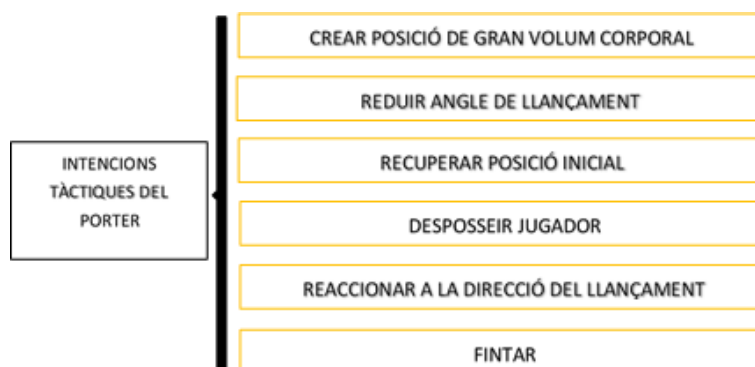 INTENCIONS
TÀCTIQUES DEL
PORTER
CREAR POSICIÓ DE GRAN VOLUM CORPORAL
REDUIR ANGLE DE LLANÇAMENT
RECUPERAR POSICIÓ INICIAL
DESPOSSEIR JUGADOR
REACCIONAR A LA DIRECCIÓ DEL LLANÇAMENT
FINTAR